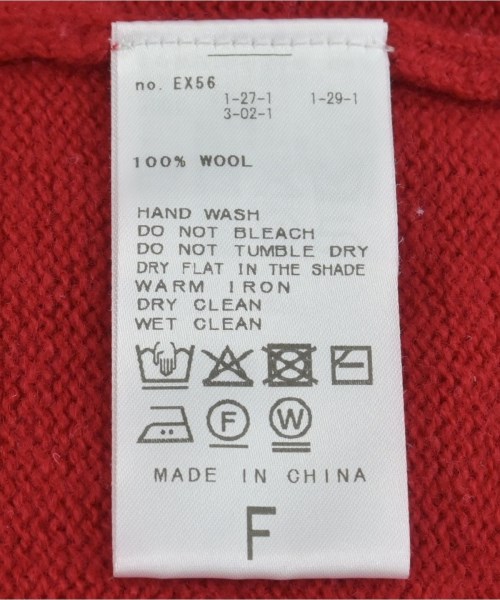 no. EX56
1-27-1 1-29-1
3-02-1
100% WOOL
HAND WASH
DO NOT BLEACH
DO NOT TUMBLE DRY
DRY FLAT IN THE SHADE
WARM IRON
DRY CLEAN
WET CLEAN
F W
MADE IN CHINA
F